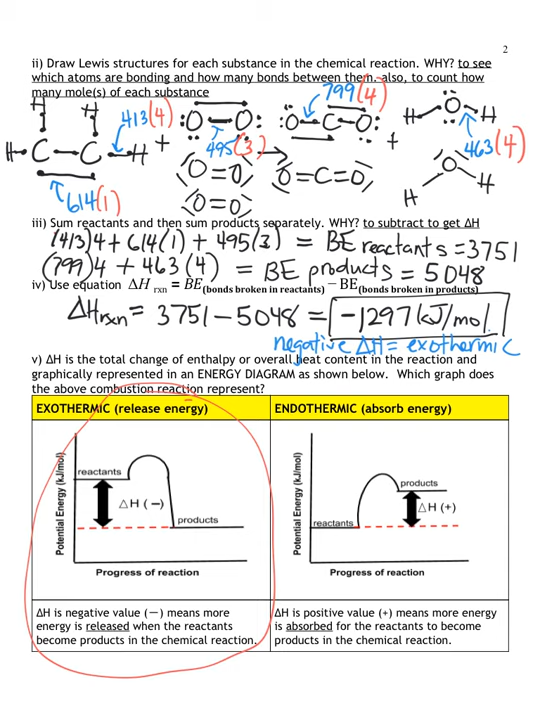 2
ii) Draw Lewis structures for each substance in the chemical reaction. WHY? to see
which atoms are bonding and how many bonds between them. also, to count how
many mole(s) of each substance
H H 413(4) O O 799(4) O C O H O H
H C C H + 495(3) + 463(4)
O=O O=C=O O
614(1) O=O H H
iii) Sum reactants and then sum products separately. WHY? to subtract to get ΔH
(413)4 + 614(1) + 495(3) = BE reactants = 3751
(799)4 + 463(4) = BE products = 5048
iv) Use equation ΔH rxn = BE(bonds broken in reactants) − BE(bonds broken in products)
ΔHrxn = 3751 − 5048 = −1297 kJ/mol
negative ΔH = exothermic
v) ΔH is the total change of enthalpy or overall heat content in the reaction and
graphically represented in an ENERGY DIAGRAM as shown below. Which graph does
the above combustion reaction represent?
EXOTHERMIC (release energy)
Potential Energy (kJ/mol)
reactants
ΔH (−)
products
Progress of reaction
ΔH is negative value (−) means more
energy is released when the reactants
become products in the chemical reaction.
ENDOTHERMIC (absorb energy)
Potential Energy (kJ/mol)
products
ΔH (+)
reactants
Progress of reaction
ΔH is positive value (+) means more energy
is absorbed for the reactants to become
products in the chemical reaction.